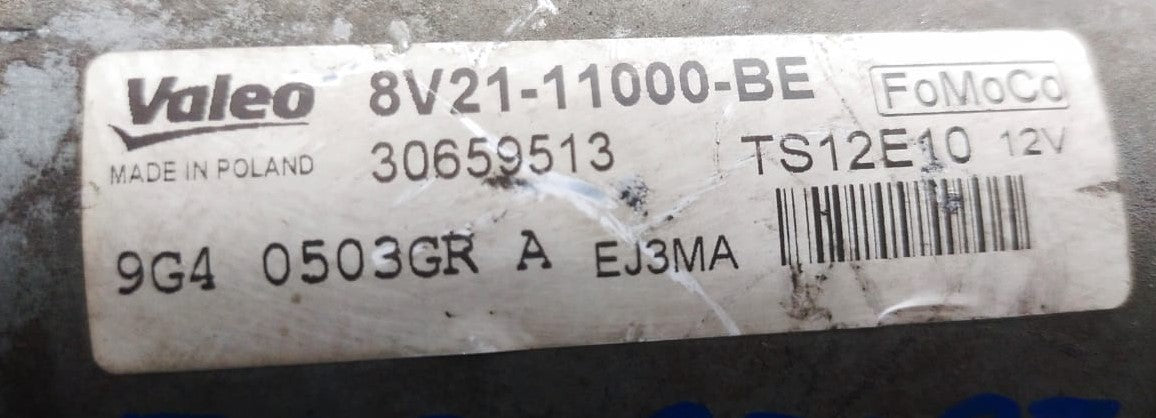 Valeo 8V21-11000-BE FoMoCo
MADE IN POLAND 30659513 TS12E10 12V
9G4 0503GR A EJ3MA